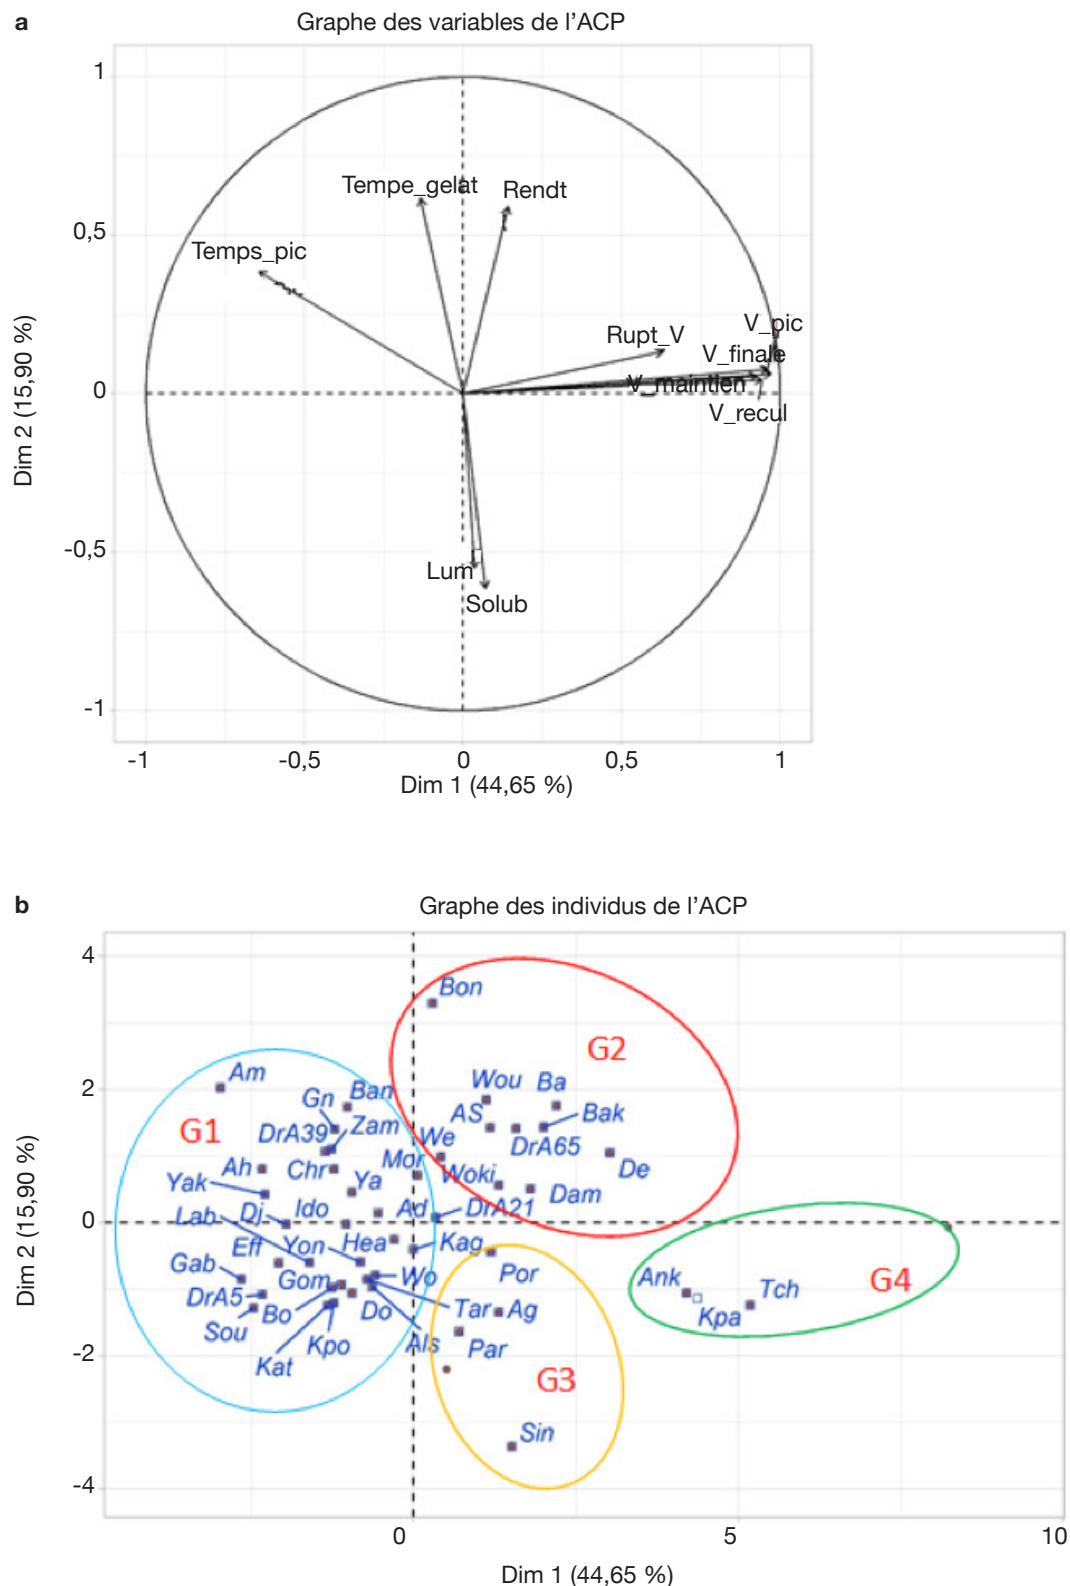 a
Graphe des variables de l’ACP
1
Tempe_gelat
Rendt
0,5
Temps_pic
V_pic
Rupt_V
V_finale
V_maintien
0
V_recul
Dim 2 (15,90 %)
-0,5
Lum
Solub
-1
-1 -0,5 0 0,5 1
Dim 1 (44,65 %)
b
Graphe des individus de l’ACP
4
Bon
G2
Am
Wou Ba
2
Gn Ban
AS Bak
G1
DrA39 Zam We DrA65
Ah Chr Mor De
Yak Ya Woki Dam
Lab Dj Ido Ad DrA21
0
Eff Yon Hea Kag
Gab Gom Wo Por
Ank Tch G4
DrA5 Bo Do Tar Ag Kpa
Sou Kpo Als Par
Kat
-2
G3
Sin
-4
Dim 2 (15,90 %)
0 5 10
Dim 1 (44,65 %)